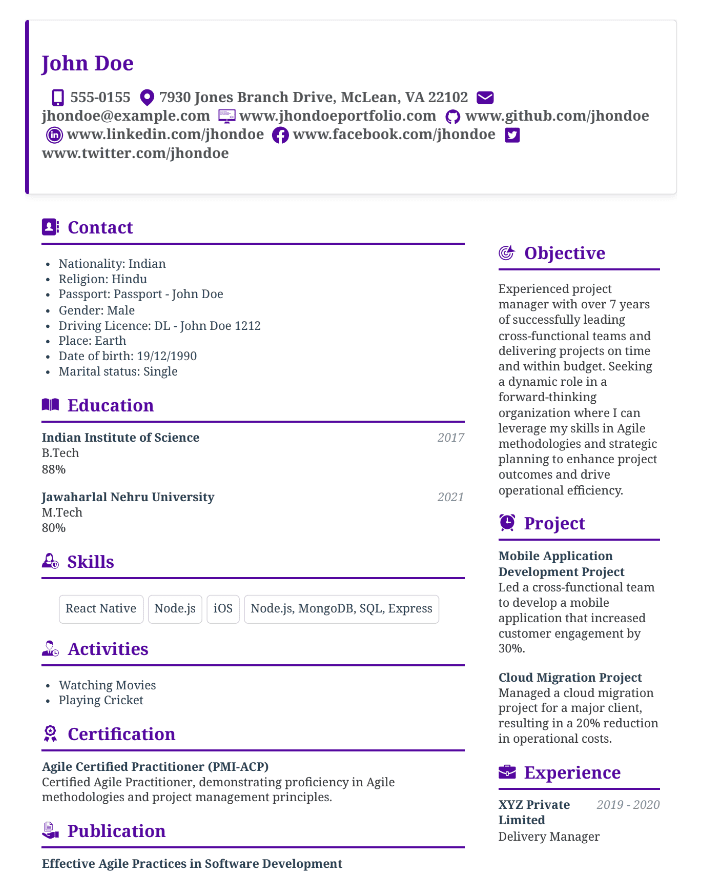 John Doe
555-0155 7930 Jones Branch Drive, McLean, VA 22102
jhondoe@example.com www.jhondoeportfolio.com www.github.com/jhondoe
www.linkedin.com/jhondoe www.facebook.com/jhondoe
www.twitter.com/jhondoe
Contact
• Nationality: Indian
• Religion: Hindu
• Passport: Passport - John Doe
• Gender: Male
• Driving Licence: DL - John Doe 1212
• Place: Earth
• Date of birth: 19/12/1990
• Marital status: Single
Education
Indian Institute of Science 2017
B.Tech
88%
Jawaharlal Nehru University 2021
M.Tech
80%
Skills
React Native Node.js iOS Node.js, MongoDB, SQL, Express
Activities
• Watching Movies
• Playing Cricket
Certification
Agile Certified Practitioner (PMI-ACP)
Certified Agile Practitioner, demonstrating proficiency in Agile
methodologies and project management principles.
Publication
Effective Agile Practices in Software Development
Objective
Experienced project
manager with over 7 years
of successfully leading
cross-functional teams and
delivering projects on time
and within budget. Seeking
a dynamic role in a
forward-thinking
organization where I can
leverage my skills in Agile
methodologies and strategic
planning to enhance project
outcomes and drive
operational efficiency.
Project
Mobile Application
Development Project
Led a cross-functional team
to develop a mobile
application that increased
customer engagement by
30%.
Cloud Migration Project
Managed a cloud migration
project for a major client,
resulting in a 20% reduction
in operational costs.
Experience
XYZ Private 2019 - 2020
Limited
Delivery Manager